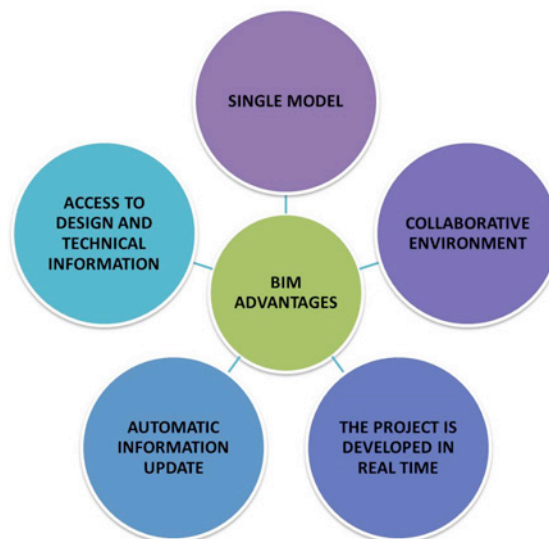 SINGLE MODEL
ACCESS TO
DESIGN AND
TECHNICAL
INFORMATION
COLLABORATIVE
ENVIRONMENT
BIM
ADVANTAGES
AUTOMATIC
INFORMATION
UPDATE
THE PROJECT IS
DEVELOPED IN
REAL TIME